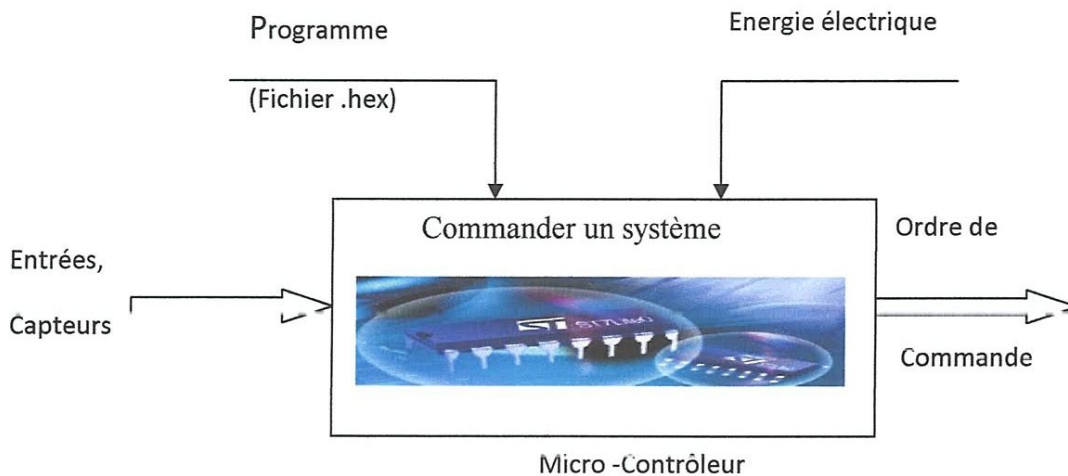 Programme
Energie électrique
(Fichier .hex)
Commander un système
Ordre de
Entrées,
Capteurs
Commande
Micro -Contrôleur